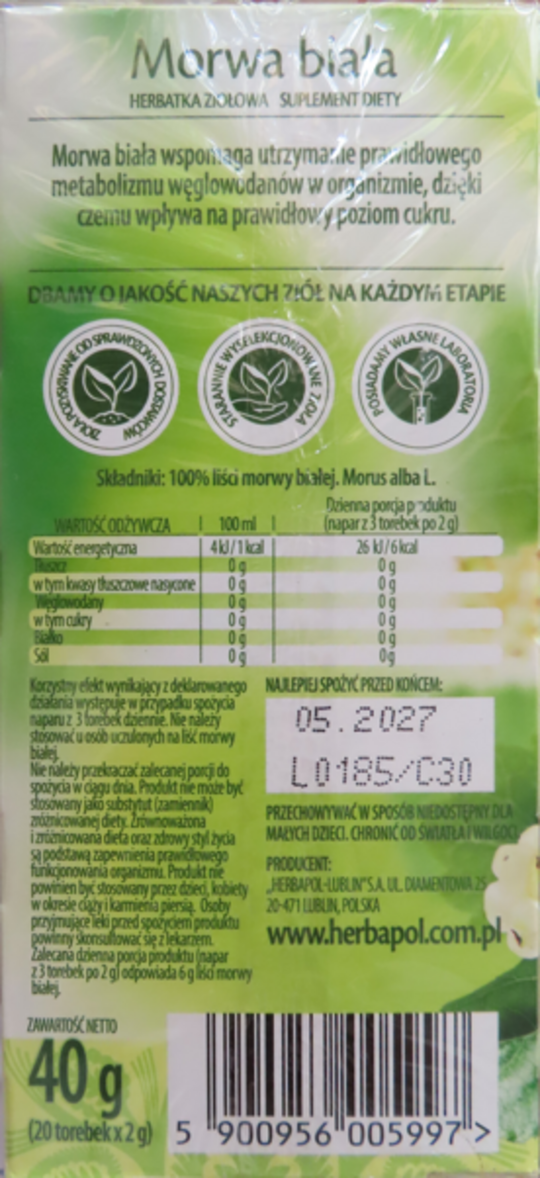 Morwa biała
HERBATKA ZIOŁOWA SUPLEMENT DIETY
Morwa biała wspomaga utrzymanie prawidłowego
metabolizmu węglowodanów w organizmie, dzięki
czemu wpływa na prawidłowy poziom cukru.
DBAMY O JAKOŚĆ NASZYCH ZIÓŁ NA KAŻDYM ETAPIE
ZIOŁA POZYSKIWANE OD SPRAWDZONYCH DOSTAWCÓW
STARANNIE WYSELEKCJONOWANE ZIOŁA
POSIADAMY WŁASNE LABORATORIA
Składniki: 100% liści morwy białej. Morus alba L.
WARTOŚĆ ODŻYWCZA | 100 ml | Dzienna porcja produktu
(napar z 3 torebek po 2 g)
Wartość energetyczna 4 kJ/1 kcal 26 kJ/6 kcal
Tłuszcz 0 g 0 g
w tym kwasy tłuszczowe nasycone 0 g 0 g
Węglowodany 0 g 0 g
w tym cukry 0 g 0 g
Białko 0 g 0 g
Sól 0 g 0 g
Korzystny efekt wynikający z deklarowanego
działania występuje w przypadku spożycia
naparu z 3 torebek dziennie. Nie należy
stosować u osób uczulonych na liść morwy
białej.
Nie należy przekraczać zalecanej porcji do
spożycia w ciągu dnia. Produkt nie może być
stosowany jako substytut (zamiennik)
zróżnicowanej diety. Zrównoważona
i zróżnicowana dieta oraz zdrowy styl życia
są podstawą zapewnienia prawidłowego
funkcjonowania organizmu. Produkt nie
powinien być stosowany przez dzieci, kobiety
w okresie ciąży i karmienia piersią. Osoby
przyjmujące leki przed spożyciem produktu
powinny skonsultować się z lekarzem.
Zalecana dzienna porcja produktu (napar
z 3 torebek po 2 g) odpowiada 6 g liści morwy
białej.
NAJLEPIEJ SPOŻYĆ PRZED KOŃCEM:
05.2027
L0185/C30
PRZECHOWYWAĆ W SPOSÓB NIEDOSTĘPNY DLA
MAŁYCH DZIECI. CHRONIĆ OD ŚWIATŁA I WILGOCI.
PRODUCENT:
„HERBAPOL-LUBLIN" S.A. UL. DIAMENTOWA 25
20-471 LUBLIN, POLSKA
www.herbapol.com.pl
ZAWARTOŚĆ NETTO
40 g
(20 torebek x 2 g)
5 900956 005997 >